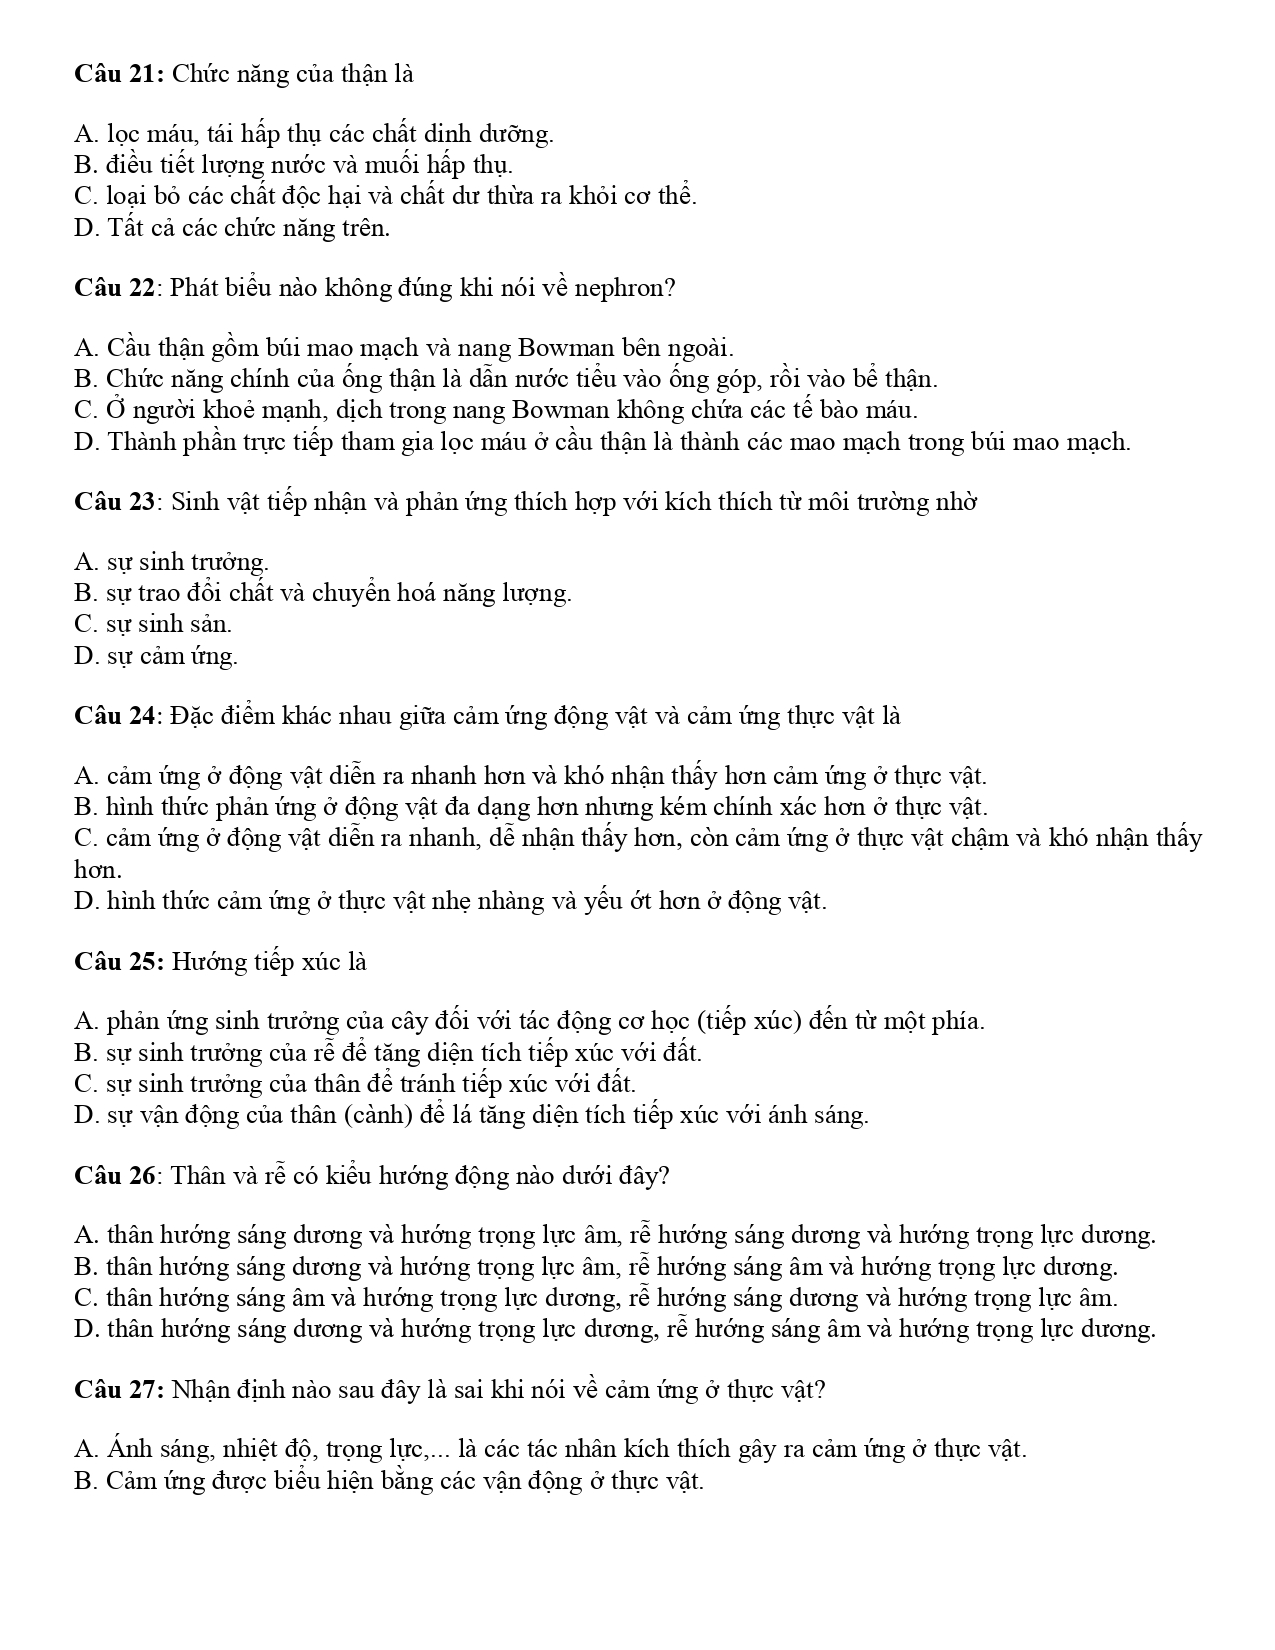 Câu 21: Chức năng của thận là
A. lọc máu, tái hấp thụ các chất dinh dưỡng.
B. điều tiết lượng nước và muối hấp thụ.
C. loại bỏ các chất độc hại và chất dư thừa ra khỏi cơ thể.
D. Tất cả các chức năng trên.
Câu 22: Phát biểu nào không đúng khi nói về nephron?
A. Cầu thận gồm búi mao mạch và nang Bowman bên ngoài.
B. Chức năng chính của ống thận là dẫn nước tiểu vào ống góp, rồi vào bể thận.
C. Ở người khoẻ mạnh, dịch trong nang Bowman không chứa các tế bào máu.
D. Thành phần trực tiếp tham gia lọc máu ở cầu thận là thành các mao mạch trong búi mao mạch.
Câu 23: Sinh vật tiếp nhận và phản ứng thích hợp với kích thích từ môi trường nhờ
A. sự sinh trưởng.
B. sự trao đổi chất và chuyển hoá năng lượng.
C. sự sinh sản.
D. sự cảm ứng.
Câu 24: Đặc điểm khác nhau giữa cảm ứng động vật và cảm ứng thực vật là
A. cảm ứng ở động vật diễn ra nhanh hơn và khó nhận thấy hơn cảm ứng ở thực vật.
B. hình thức phản ứng ở động vật đa dạng hơn nhưng kém chính xác hơn ở thực vật.
C. cảm ứng ở động vật diễn ra nhanh, dễ nhận thấy hơn, còn cảm ứng ở thực vật chậm và khó nhận thấy
hơn.
D. hình thức cảm ứng ở thực vật nhẹ nhàng và yếu ớt hơn ở động vật.
Câu 25: Hướng tiếp xúc là
A. phản ứng sinh trưởng của cây đối với tác động cơ học (tiếp xúc) đến từ một phía.
B. sự sinh trưởng của rễ để tăng diện tích tiếp xúc với đất.
C. sự sinh trưởng của thân để tránh tiếp xúc với đất.
D. sự vận động của thân (cành) để lá tăng diện tích tiếp xúc với ánh sáng.
Câu 26: Thân và rễ có kiểu hướng động nào dưới đây?
A. thân hướng sáng dương và hướng trọng lực âm, rễ hướng sáng dương và hướng trọng lực dương.
B. thân hướng sáng dương và hướng trọng lực âm, rễ hướng sáng âm và hướng trọng lực dương.
C. thân hướng sáng âm và hướng trọng lực dương, rễ hướng sáng dương và hướng trọng lực âm.
D. thân hướng sáng dương và hướng trọng lực dương, rễ hướng sáng âm và hướng trọng lực dương.
Câu 27: Nhận định nào sau đây là sai khi nói về cảm ứng ở thực vật?
A. Ánh sáng, nhiệt độ, trọng lực,... là các tác nhân kích thích gây ra cảm ứng ở thực vật.
B. Cảm ứng được biểu hiện bằng các vận động ở thực vật.